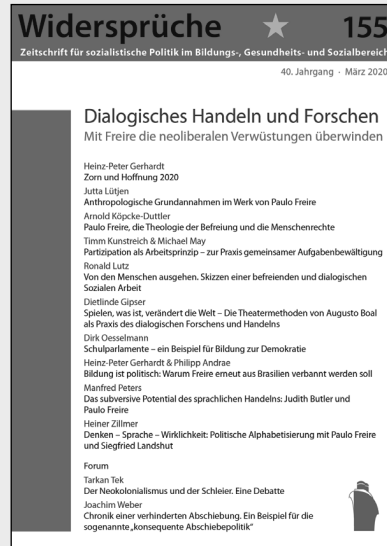 Widersprüche 155
Zeitschrift für sozialistische Politik im Bildungs-, Gesundheits- und Sozialbereich
40. Jahrgang · März 2020
Dialogisches Handeln und Forschen
Mit Freire die neoliberalen Verwüstungen überwinden
Heinz-Peter Gerhardt
Zorn und Hoffnung 2020
Jutta Lütjen
Anthropologische Grundannahmen im Werk von Paulo Freire
Arnold Köpcke-Duttler
Paulo Freire, die Theologie der Befreiung und die Menschenrechte
Timm Kunstreich & Michael May
Partizipation als Arbeitsprinzip – zur Praxis gemeinsamer Aufgabenbewältigung
Ronald Lutz
Von den Menschen ausgehen. Skizzen einer befreienden und dialogischen
Sozialen Arbeit
Dietlinde Gipser
Spielen, was ist, verändert die Welt – Die Theatermethoden von Augusto Boal
als Praxis des dialogischen Forschens und Handelns
Dirk Oesselmann
Schulparlamente – ein Beispiel für Bildung zur Demokratie
Heinz-Peter Gerhardt & Philipp Andrae
Bildung ist politisch: Warum Freire erneut aus Brasilien verbannt werden soll
Manfred Peters
Das subversive Potential des sprachlichen Handelns: Judith Butler und
Paulo Freire
Heiner Zillmer
Denken – Sprache – Wirklichkeit: Politische Alphabetisierung mit Paulo Freire
und Siegfried Landshut
Forum
Tarkan Tek
Der Neokolonialismus und der Schleier. Eine Debatte
Joachim Weber
Chronik einer verhinderten Abschiebung. Ein Beispiel für die
sogenannte „konsequente Abschiebepolitik"